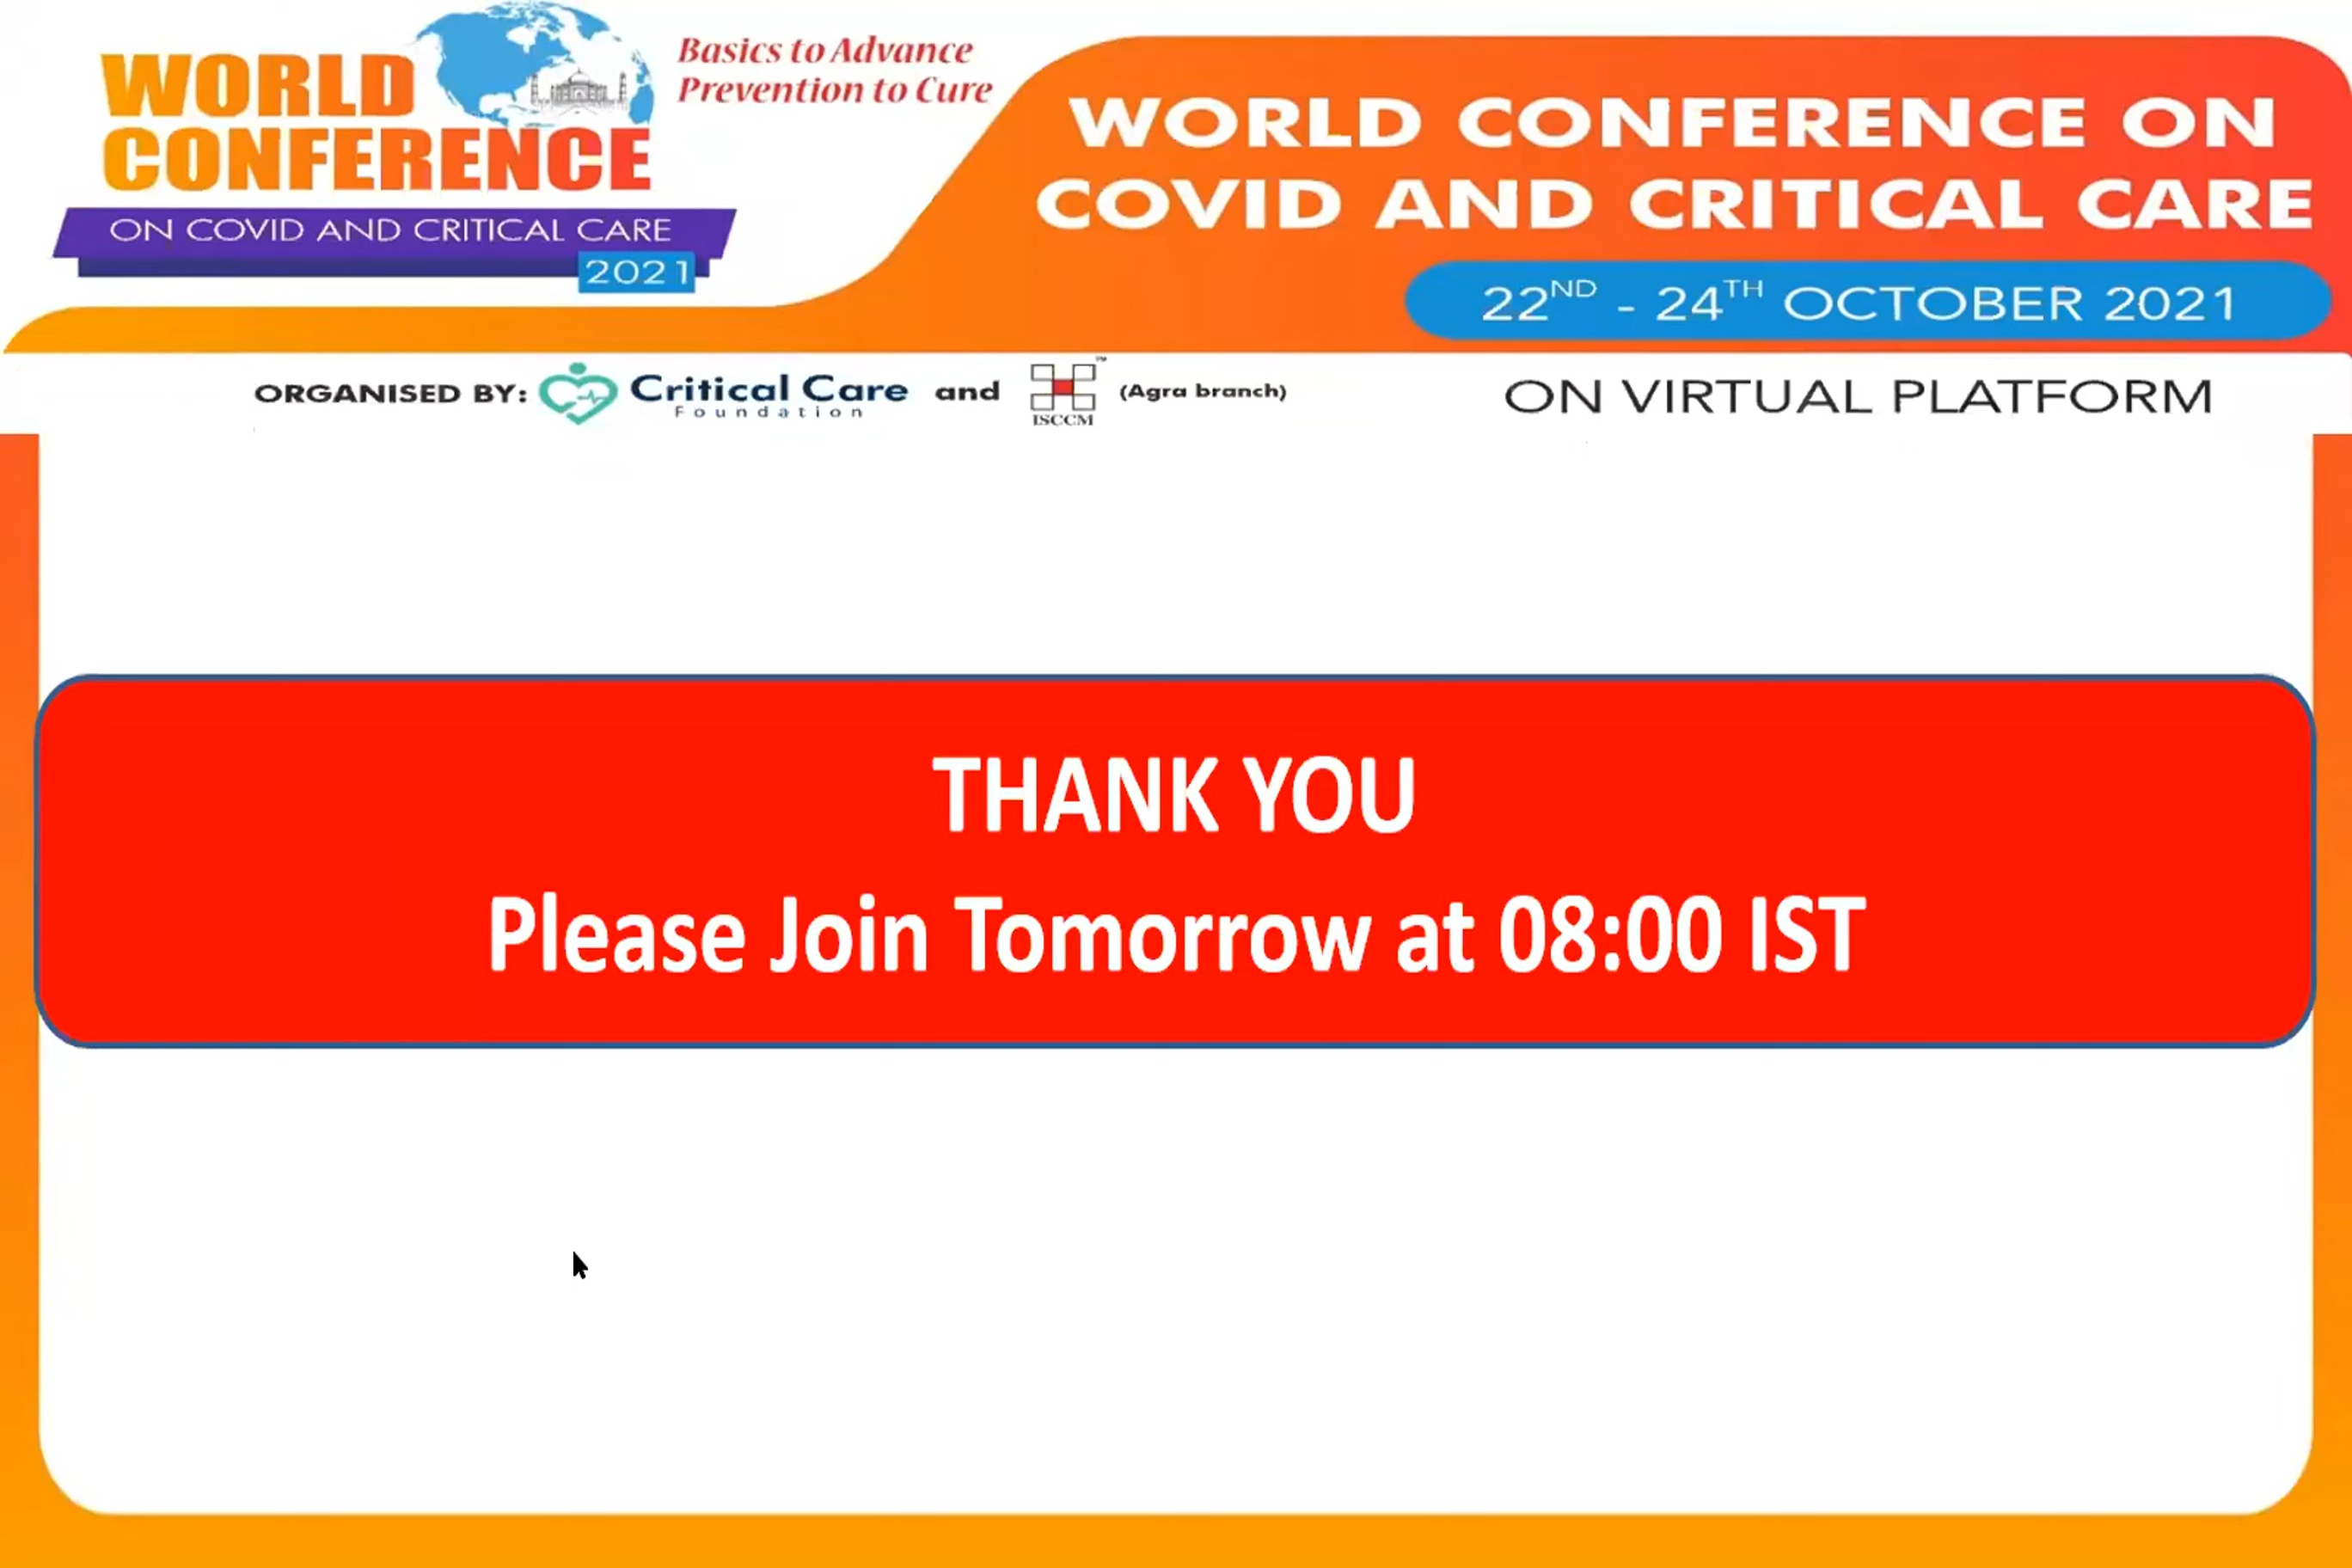 WORLD
CONFERENCE
ON COVID AND CRITICAL CARE
2021
Basics to Advance
Prevention to Cure
WORLD CONFERENCE ON
COVID AND CRITICAL CARE
22ND - 24TH OCTOBER 2021
ORGANISED BY: Critical Care Foundation and ISCCM TM (Agra branch)
ON VIRTUAL PLATFORM
THANK YOU
Please Join Tomorrow at 08:00 IST